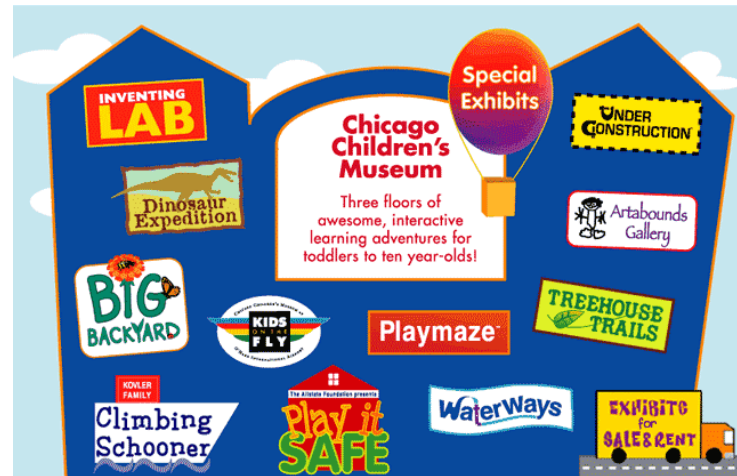 Special
Exhibits
INVENTING
LAB
UNDER
CONSTRUCTION
Chicago
Children's
Museum
Three floors of
awesome, interactive
learning adventures for
toddlers to ten year-olds!
Dinosaur
Expedition
Artabounds
Gallery
BIG
BACKYARD
KIDS
ON THE
FLY
Playmaze
TREEHOUSE
TRAILS
KOVLER
FAMILY
Climbing
Schooner
The Allstate Foundation presents
Play it
SAFE
WaterWays
EXHIBITS
for
SALE & RENT